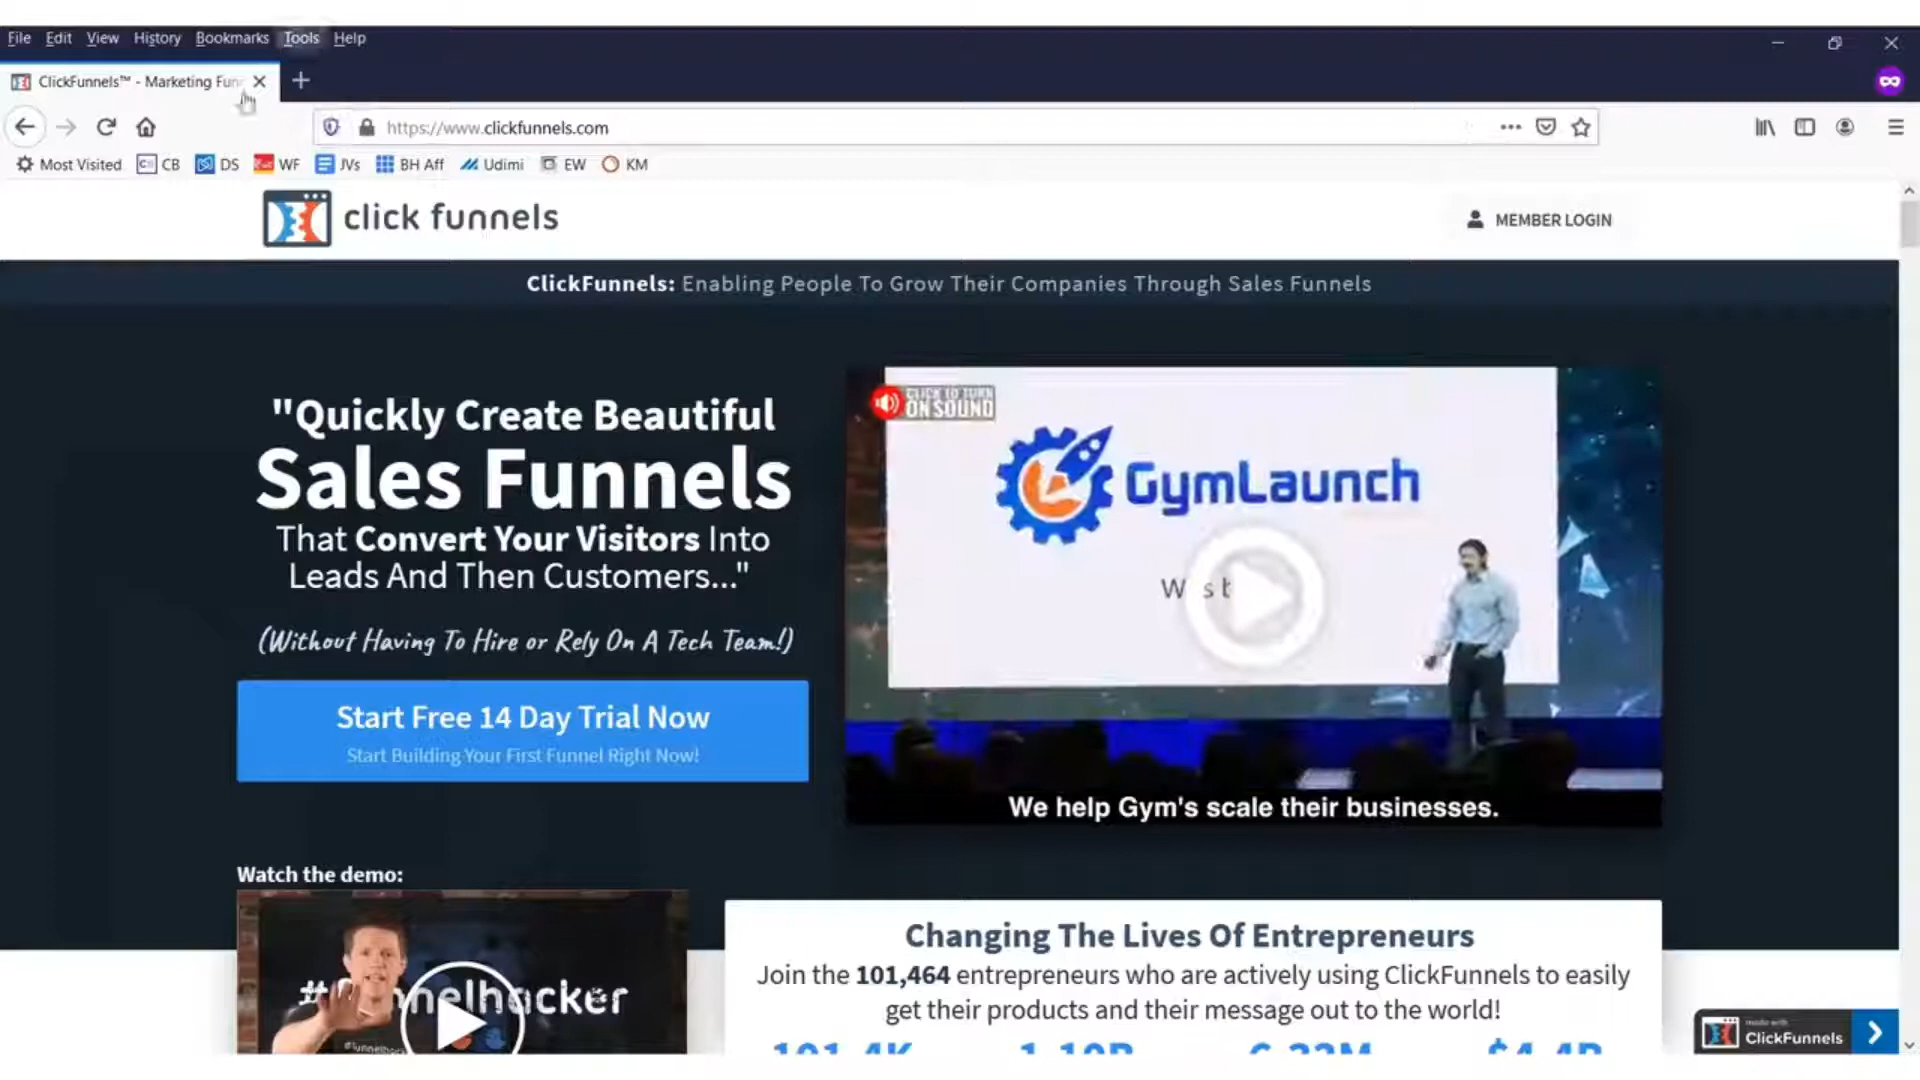 File Edit View History Bookmarks Tools Help
ClickFunnels™ - Marketing Fun
https://www.clickfunnels.com
Most Visited CB DS WF JVs BH Aff Udimi EW KM
click funnels
MEMBER LOGIN
ClickFunnels: Enabling People To Grow Their Companies Through Sales Funnels
"Quickly Create Beautiful
Sales Funnels
That Convert Your Visitors Into
Leads And Then Customers..."
(Without Having To Hire or Rely On A Tech Team!)
Start Free 14 Day Trial Now
Start Building Your First Funnel Right Now!
CLICK TO TURN
ON SOUND
GymLaunch
We help Gym's scale their businesses.
Watch the demo:
Changing The Lives Of Entrepreneurs
Join the 101,464 entrepreneurs who are actively using ClickFunnels to easily
get their products and their message out to the world!
made with
ClickFunnels